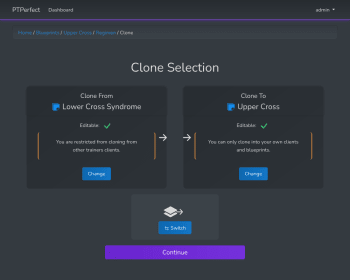 PTPerfect Dashboard admin
Home / Blueprints / Upper Cross / Regimen / Clone
Clone Selection
Clone From
Lower Cross Syndrome
Editable:
You are restricted from cloning from
other trainers clients.
Change
Clone To
Upper Cross
Editable:
You can only clone into your own clients
and blueprints.
Change
Switch
Continue